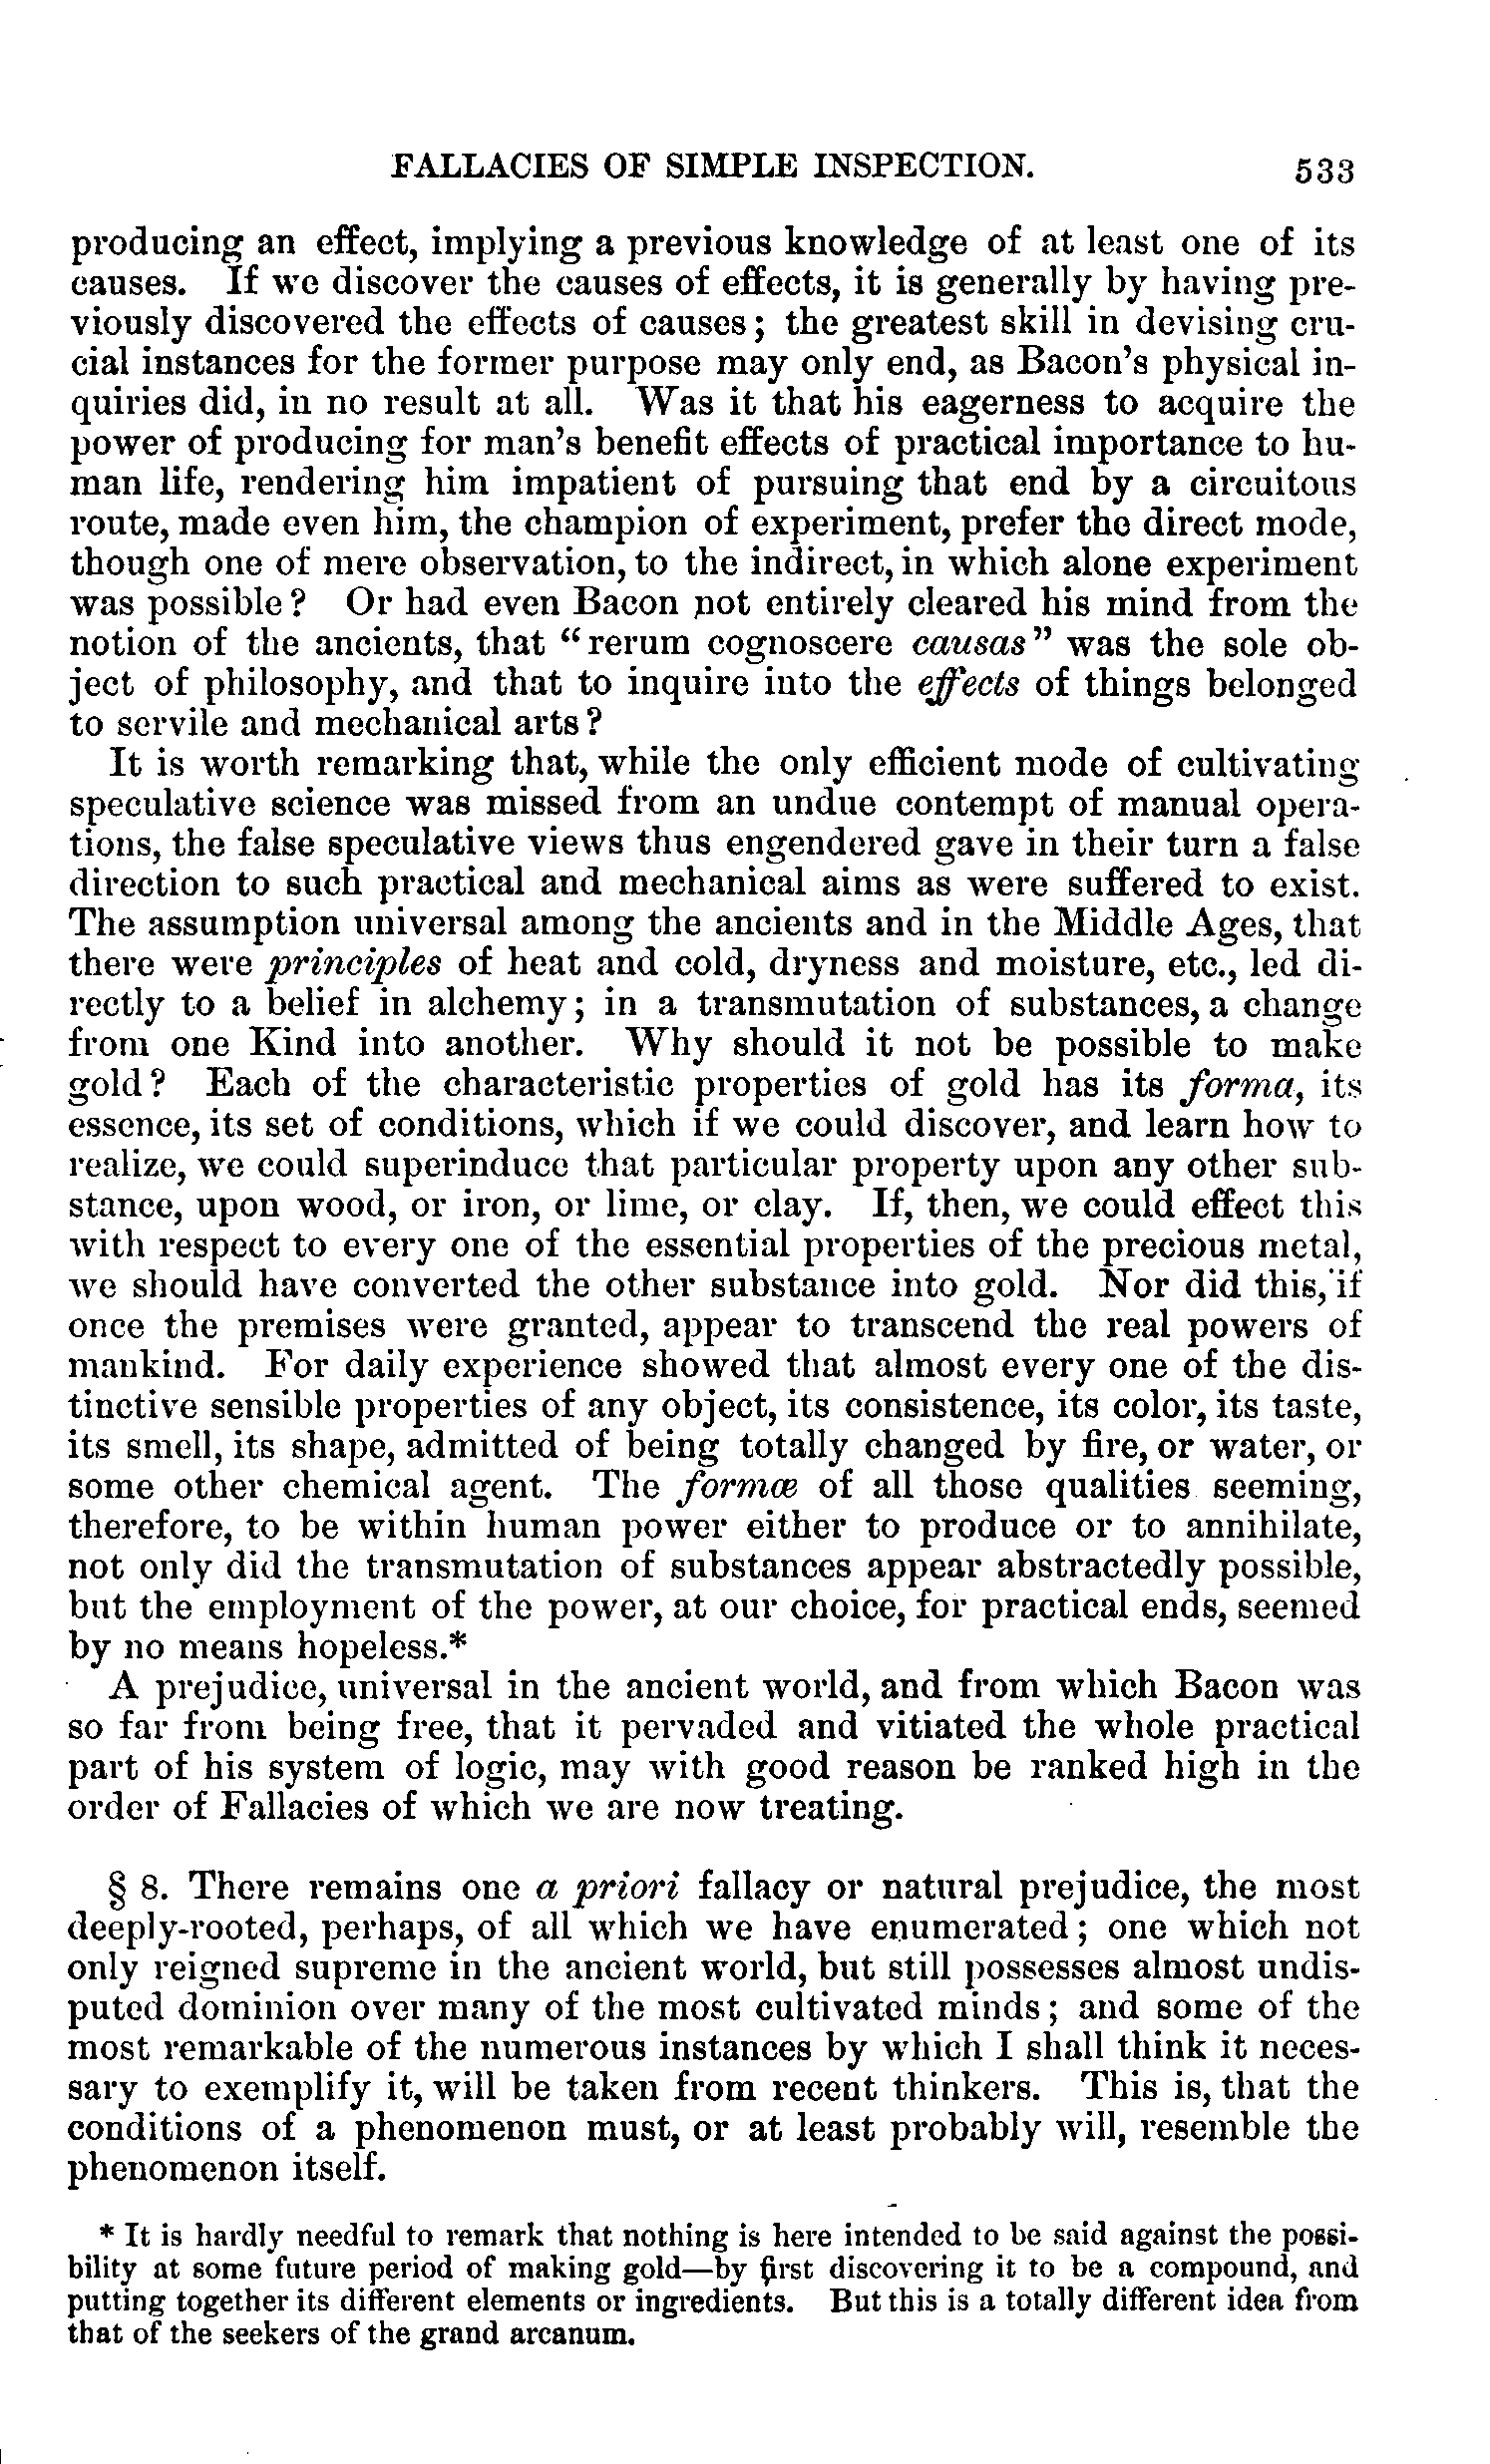 FALLACIES OF SIMPLE INSPECTION. 533
producing an effect, implying a previous knowledge of at least one of its
causes. If we discover the causes of effects, it is generally by having pre-
viously discovered the effects of causes; the greatest skill in devising cru-
cial instances for the former purpose may only end, as Bacon's physical in-
quiries did, in no result at all. Was it that his eagerness to acquire the
power of producing for man's benefit effects of practical importance to hu-
man life, rendering him impatient of pursuing that end by a circuitous
route, made even him, the champion of experiment, prefer the direct mode,
though one of mere observation, to the indirect, in which alone experiment
was possible? Or had even Bacon not entirely cleared his mind from the
notion of the ancients, that "rerum cognoscere causas" was the sole ob-
ject of philosophy, and that to inquire into the effects of things belonged
to servile and mechanical arts?
It is worth remarking that, while the only efficient mode of cultivating
speculative science was missed from an undue contempt of manual opera-
tions, the false speculative views thus engendered gave in their turn a false
direction to such practical and mechanical aims as were suffered to exist.
The assumption universal among the ancients and in the Middle Ages, that
there were principles of heat and cold, dryness and moisture, etc., led di-
rectly to a belief in alchemy; in a transmutation of substances, a change
from one Kind into another. Why should it not be possible to make
gold? Each of the characteristic properties of gold has its forma, its
essence, its set of conditions, which if we could discover, and learn how to
realize, we could superinduce that particular property upon any other sub-
stance, upon wood, or iron, or lime, or clay. If, then, we could effect this
with respect to every one of the essential properties of the precious metal,
we should have converted the other substance into gold. Nor did this, if
once the premises were granted, appear to transcend the real powers of
mankind. For daily experience showed that almost every one of the dis-
tinctive sensible properties of any object, its consistence, its color, its taste,
its smell, its shape, admitted of being totally changed by fire, or water, or
some other chemical agent. The formæ of all those qualities seeming,
therefore, to be within human power either to produce or to annihilate,
not only did the transmutation of substances appear abstractedly possible,
but the employment of the power, at our choice, for practical ends, seemed
by no means hopeless.*
A prejudice, universal in the ancient world, and from which Bacon was
so far from being free, that it pervaded and vitiated the whole practical
part of his system of logic, may with good reason be ranked high in the
order of Fallacies of which we are now treating.
§ 8. There remains one a priori fallacy or natural prejudice, the most
deeply-rooted, perhaps, of all which we have enumerated; one which not
only reigned supreme in the ancient world, but still possesses almost undis-
puted dominion over many of the most cultivated minds; and some of the
most remarkable of the numerous instances by which I shall think it neces-
sary to exemplify it, will be taken from recent thinkers. This is, that the
conditions of a phenomenon must, or at least probably will, resemble the
phenomenon itself.
* It is hardly needful to remark that nothing is here intended to be said against the possi-
bility at some future period of making gold—by first discovering it to be a compound, and
putting together its different elements or ingredients. But this is a totally different idea from
that of the seekers of the grand arcanum.